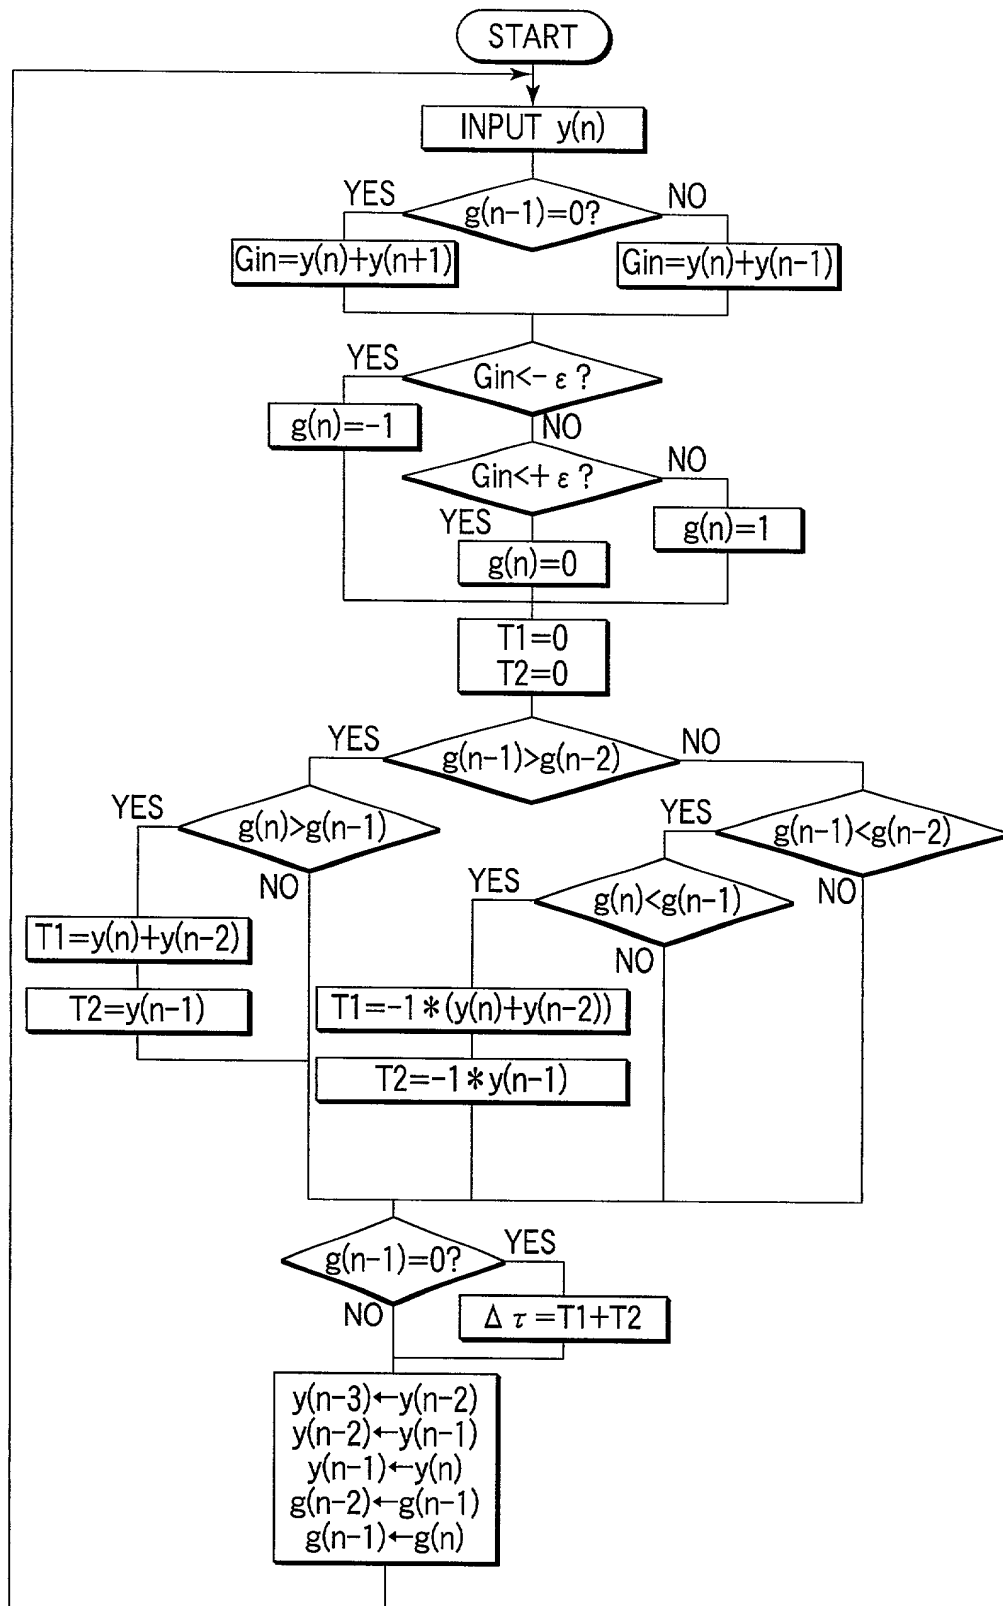 START
INPUT y(n)
YES
g(n-1)=0?
NO
Gin=y(n)+y(n+1)
Gin=y(n)+y(n-1)
YES
Gin<- ε ?
g(n)=-1
NO
Gin<+ ε ?
NO
YES
g(n)=1
g(n)=0
T1=0
T2=0
YES
g(n-1)>g(n-2)
NO
YES
g(n)>g(n-1)
NO
YES
g(n-1)<g(n-2)
NO
YES
g(n)<g(n-1)
NO
T1=y(n)+y(n-2)
T2=y(n-1)
T1=-1*(y(n)+y(n-2))
T2=-1*y(n-1)
g(n-1)=0?
YES
NO
Δ τ =T1+T2
y(n-3)←y(n-2)
y(n-2)←y(n-1)
y(n-1)←y(n)
g(n-2)←g(n-1)
g(n-1)←g(n)